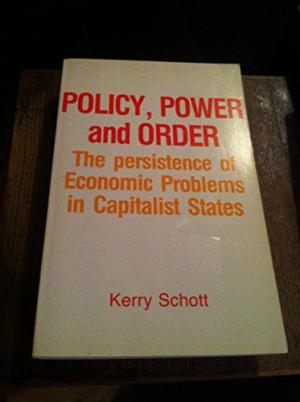 POLICY, POWER
and ORDER
The persistence of
Economic Problems
in Capitalist States
Kerry Schott